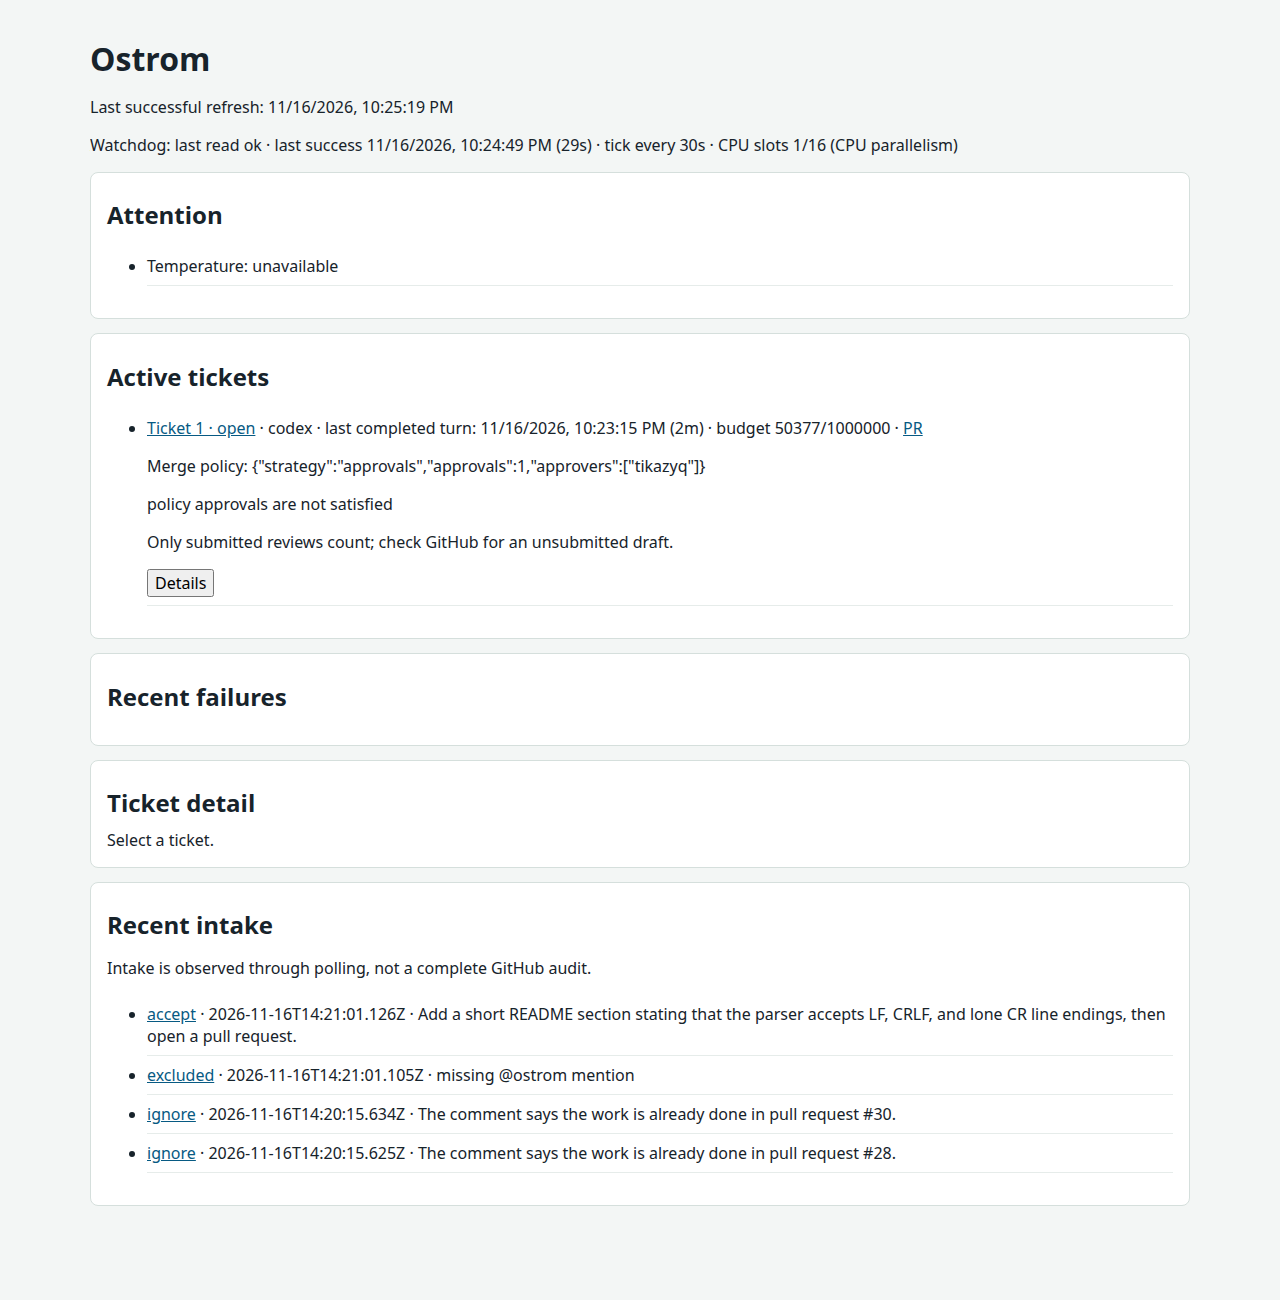 Ostrom
Last successful refresh: 11/16/2026, 10:25:19 PM
Watchdog: last read ok · last success 11/16/2026, 10:24:49 PM (29s) · tick every 30s · CPU slots 1/16 (CPU parallelism)
Attention
Temperature: unavailable
Active tickets
Ticket 1 · open · codex · last completed turn: 11/16/2026, 10:23:15 PM (2m) · budget 50377/1000000 · PR
Merge policy: {"strategy":"approvals","approvals":1,"approvers":["tikazyq"]}
policy approvals are not satisfied
Only submitted reviews count; check GitHub for an unsubmitted draft.
Details
Recent failures
Ticket detail
Select a ticket.
Recent intake
Intake is observed through polling, not a complete GitHub audit.
accept · 2026-11-16T14:21:01.126Z · Add a short README section stating that the parser accepts LF, CRLF, and lone CR line endings, then
open a pull request.
excluded · 2026-11-16T14:21:01.105Z · missing @ostrom mention
ignore · 2026-11-16T14:20:15.634Z · The comment says the work is already done in pull request #30.
ignore · 2026-11-16T14:20:15.625Z · The comment says the work is already done in pull request #28.